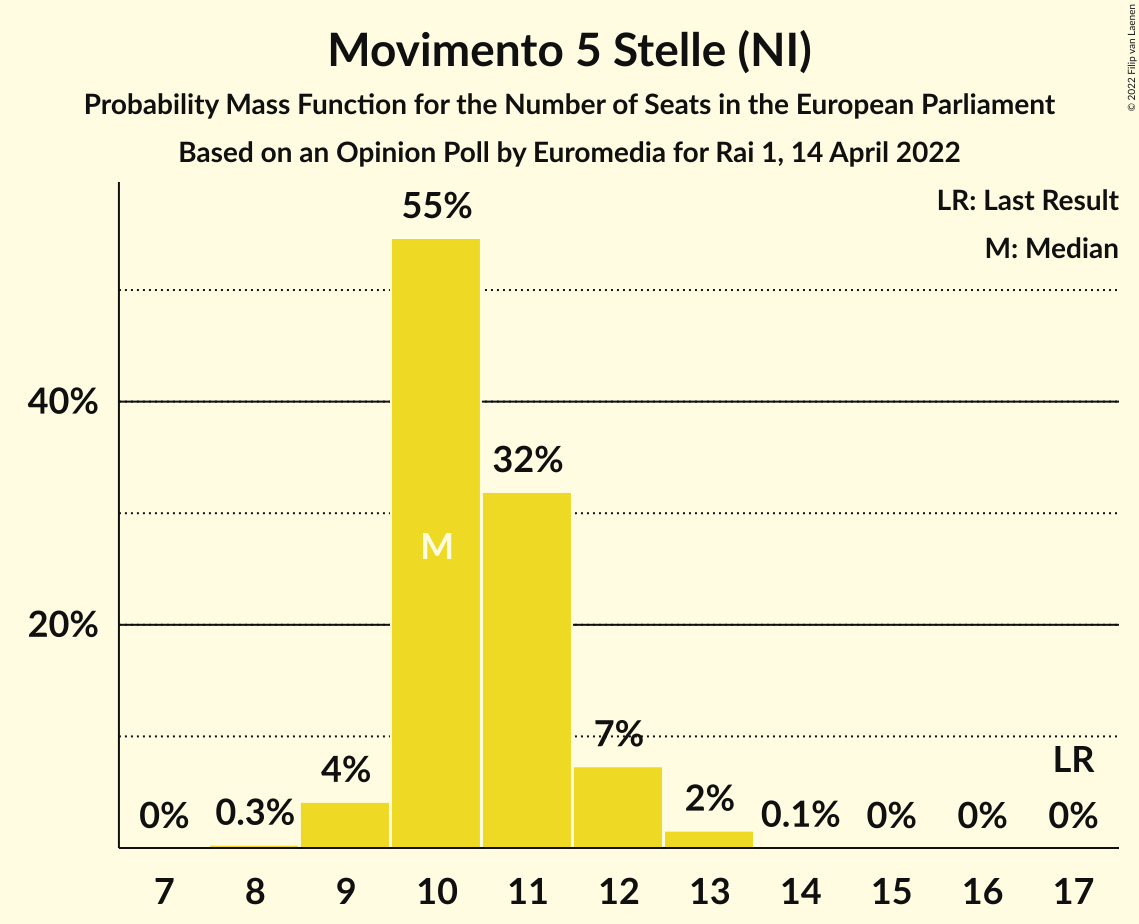 Movimento 5 Stelle (NI)
Probability Mass Function for the Number of Seats in the European Parliament
Based on an Opinion Poll by Euromedia for Rai 1, 14 April 2022
© 2022 Filip van Laenen
LR: Last Result
M: Median
40%
20%
0%
0.3%
4%
55%
M
32%
7%
2%
0.1%
0%
0%
LR
0%
7 8 9 10 11 12 13 14 15 16 17